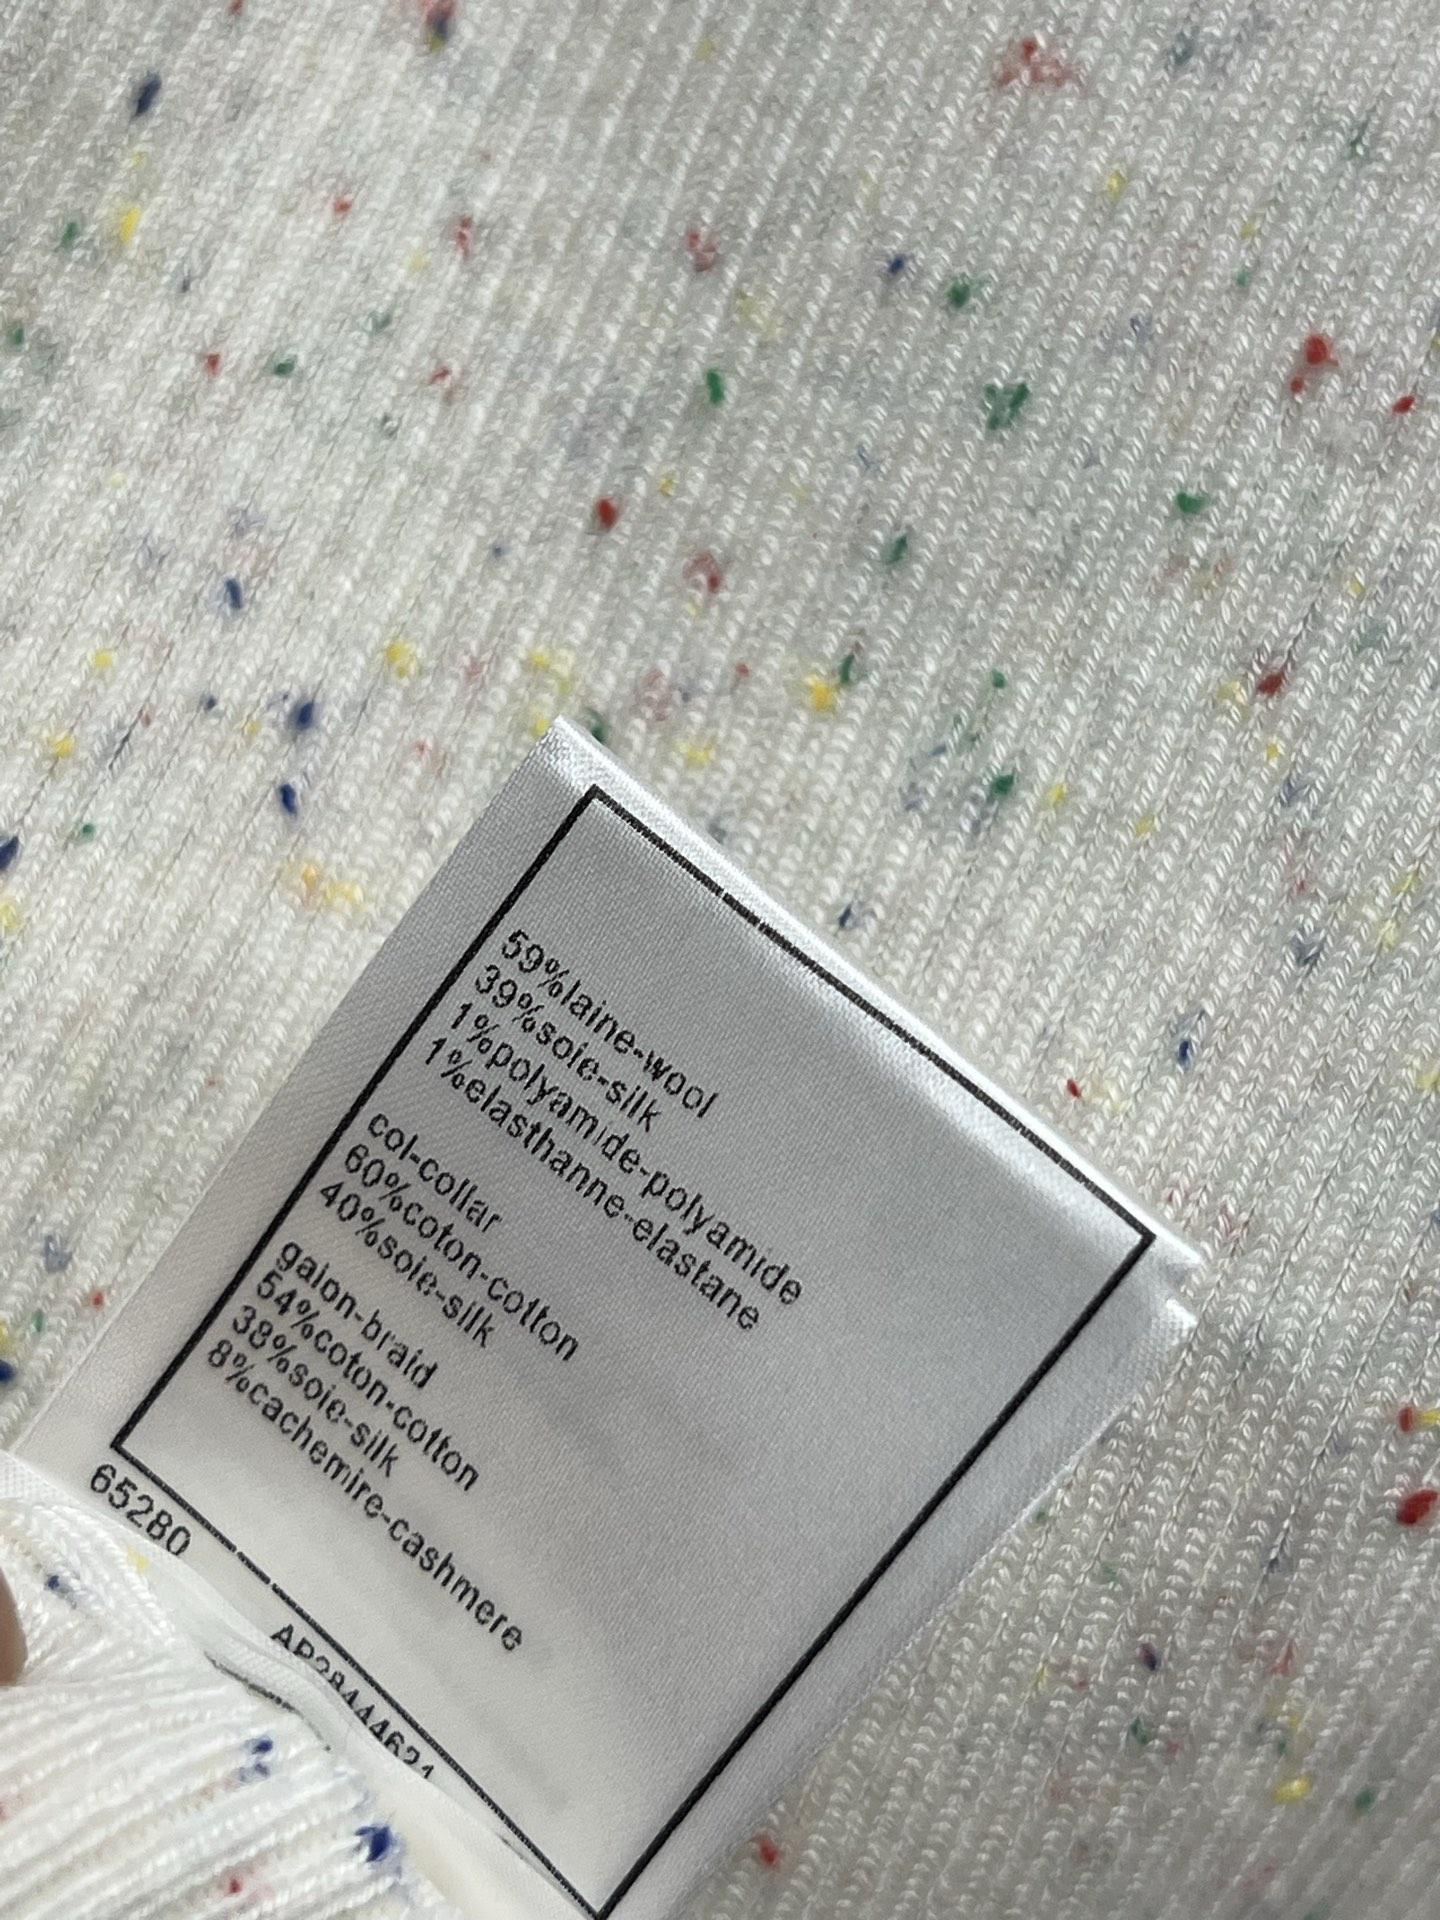 59%laine-wool
39%soie-silk
1%polyamide-polyamide
1%elasthanne-elastane
col-collar
60%coton-cotton
40%soie-silk
galon-braid
54%coton-cotton
38%soie-silk
8%cachemire-cashmere
65280